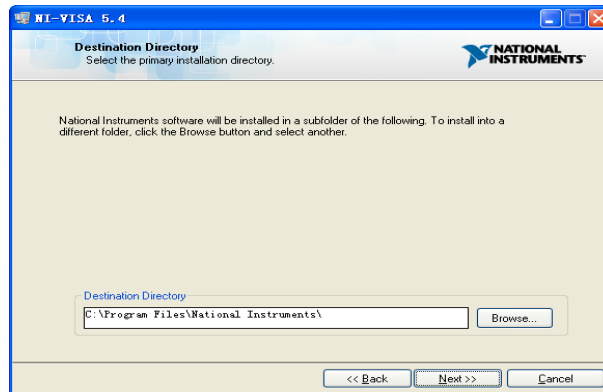 NI-VISA 5.4
Destination Directory
Select the primary installation directory.
NATIONAL
INSTRUMENTS
National Instruments software will be installed in a subfolder of the following. To install into a
different folder, click the Browse button and select another.
Destination Directory
C:\Program Files\National Instruments\
Browse...
<< Back
Next >>
Cancel